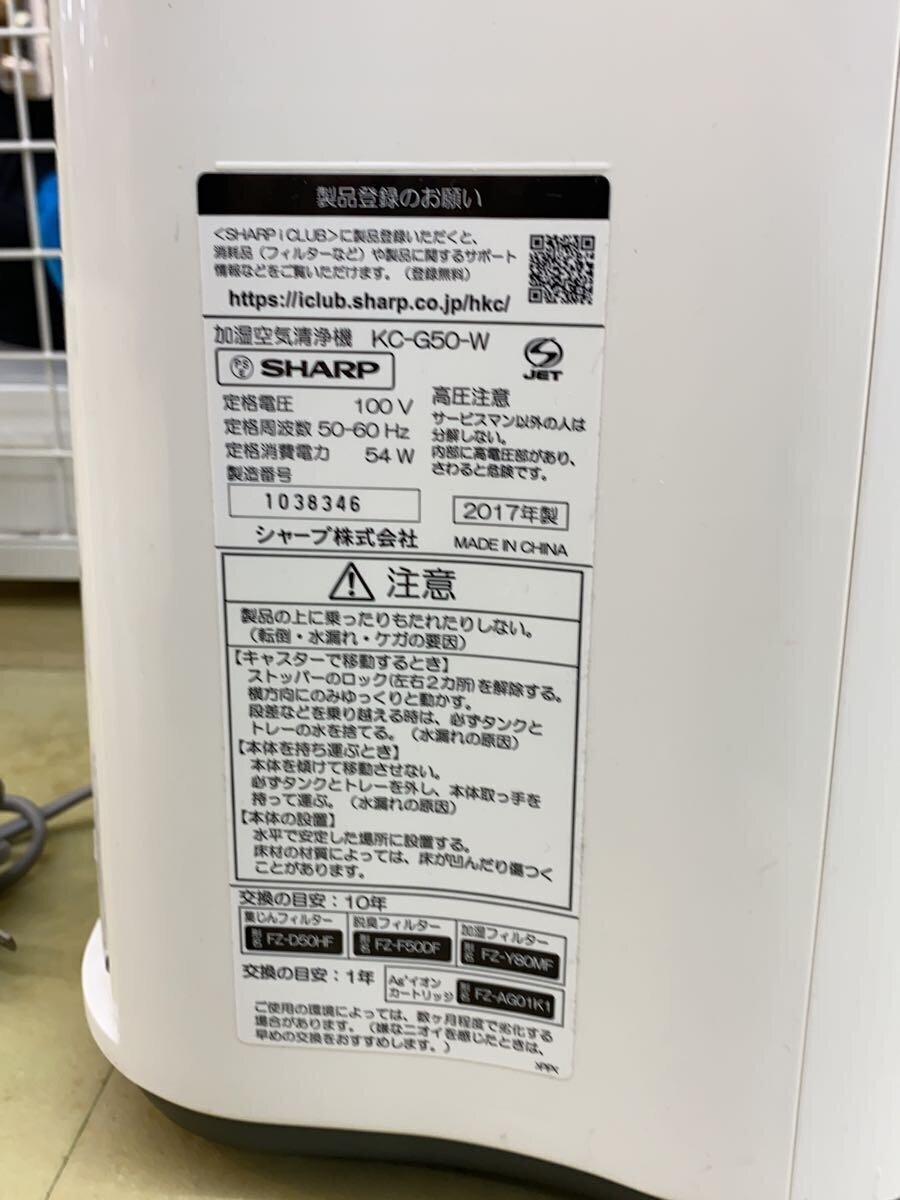 製品登録のお願い
<SHARP i CLUB>に製品登録いただくと、
消耗品（フィルターなど）や製品に関するサポート
情報などをご覧いただけます。（登録無料）
https://iclub.sharp.co.jp/hkc/
加湿空気清浄機 KC-G50-W
PS E SHARP
JET
定格電圧 100 V
定格周波数 50-60 Hz
定格消費電力 54 W
製造番号
1038346
高圧注意
サービスマン以外の人は
分解しない。
内部に高電圧部があり、
さわると危険です。
2017年製
シャープ株式会社
MADE IN CHINA
注意
製品の上に乗ったりもたれたりしない。
（転倒・水漏れ・ケガの要因）
【キャスターで移動するとき】
ストッパーのロック(左右2カ所)を解除する。
横方向にのみゆっくりと動かす。
段差などを乗り越える時は、必ずタンクと
トレーの水を捨てる。（水漏れの原因）
【本体を持ち運ぶとき】
本体を傾けて移動させない。
必ずタンクとトレーを外し、本体取っ手を
持って運ぶ。（水漏れの原因）
【本体の設置】
水平で安定した場所に設置する。
床材の材質によっては、床が凹んだり傷つく
ことがあります。
交換の目安：10年
集じんフィルター 形名 FZ-D50HF
脱臭フィルター 形名 FZ-F50DF
加湿フィルター 形名 FZ-Y80MF
交換の目安：1年
Ag⁺イオン
カートリッジ 形名 FZ-AG01K1
ご使用の環境によっては、数ヶ月程度で劣化する
場合があります。（嫌なニオイを感じたときは、
早めの交換をおすすめします。）
>PP<